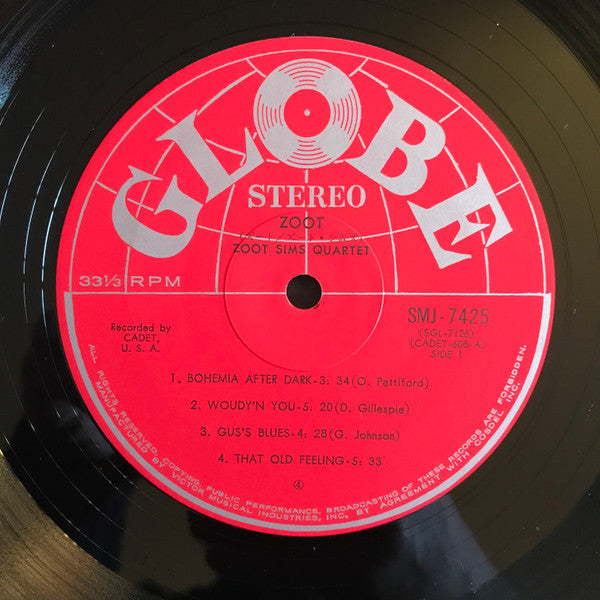 GLOBE
STEREO
ZOOT
ZOOT SIMS QUARTET
33⅓ RPM
SMJ-7425
(SGL-7125)
(CADET-608-A)
SIDE 1
Recorded by
CADET,
U. S. A.
1. BOHEMIA AFTER DARK-3: 34(O. Pettiford)
2. WOUDY'N YOU-5: 20(D. Gillespie)
3. GUS'S BLUES-4: 28(G. Johnson)
4. THAT OLD FEELING-5: 33
④
ALL RIGHTS RESERVED. COPYING, PUBLIC PERFORMANCE, BROADCASTING OF THESE RECORDS ARE FORBIDDEN.
MANUFACTURED BY VICTOR MUSICAL INDUSTRIES, INC. BY AGREEMENT WITH COSDEL INC.